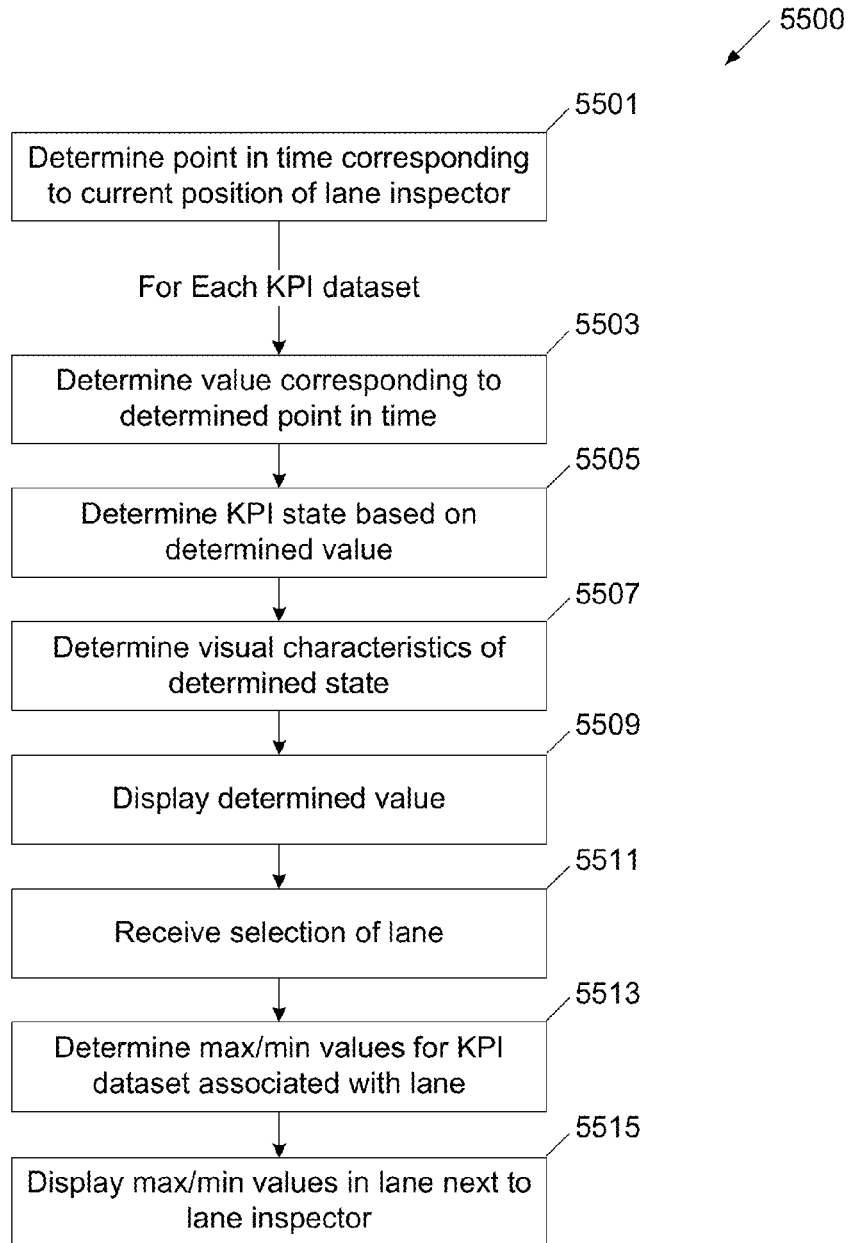 5500
5501
Determine point in time corresponding
to current position of lane inspector
For Each KPI dataset
5503
Determine value corresponding to
determined point in time
5505
Determine KPI state based on
determined value
5507
Determine visual characteristics of
determined state
5509
Display determined value
5511
Receive selection of lane
5513
Determine max/min values for KPI
dataset associated with lane
5515
Display max/min values in lane next to
lane inspector